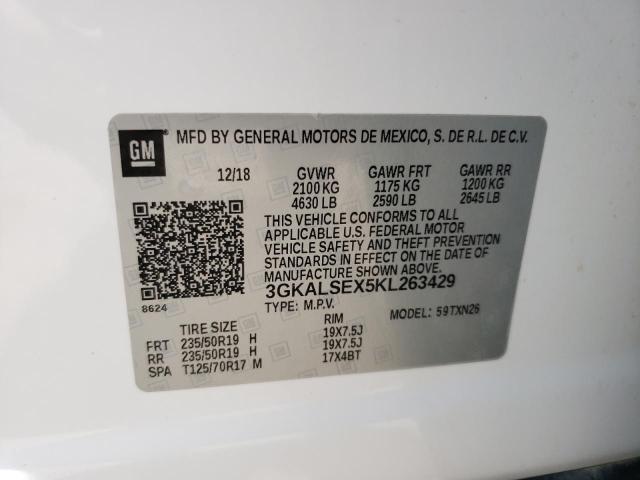 GM MFD BY GENERAL MOTORS DE MEXICO, S. DE R.L. DE C.V.
12/18 GVWR GAWR FRT GAWR RR
2100 KG 1175 KG 1200 KG
4630 LB 2590 LB 2645 LB
THIS VEHICLE CONFORMS TO ALL
APPLICABLE U.S. FEDERAL MOTOR
VEHICLE SAFETY AND THEFT PREVENTION
STANDARDS IN EFFECT ON THE DATE OF
MANUFACTURE SHOWN ABOVE.
8624 3GKALSEX5KL263429
TYPE: M.P.V. MODEL: 59TXN26
TIRE SIZE RIM
FRT 235/50R19 H 19X7.5J
RR 235/50R19 H 19X7.5J
SPA T125/70R17 M 17X4BT